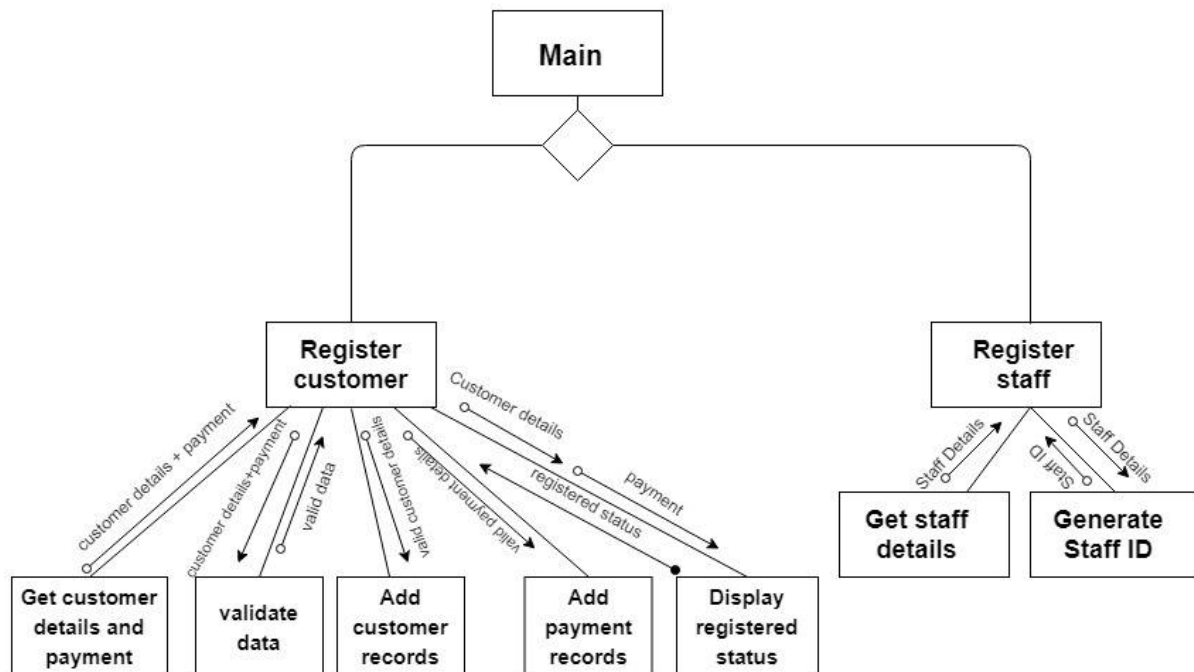 Main
Register
customer
Register
staff
customer details + payment
customer details+payment
valid data
valid customer details
valid payment details
Customer details
payment
registered status
Staff Details
Staff ID
Staff Details
Get customer
details and
payment
validate
data
Add
customer
records
Add
payment
records
Display
registered
status
Get staff
details
Generate
Staff ID